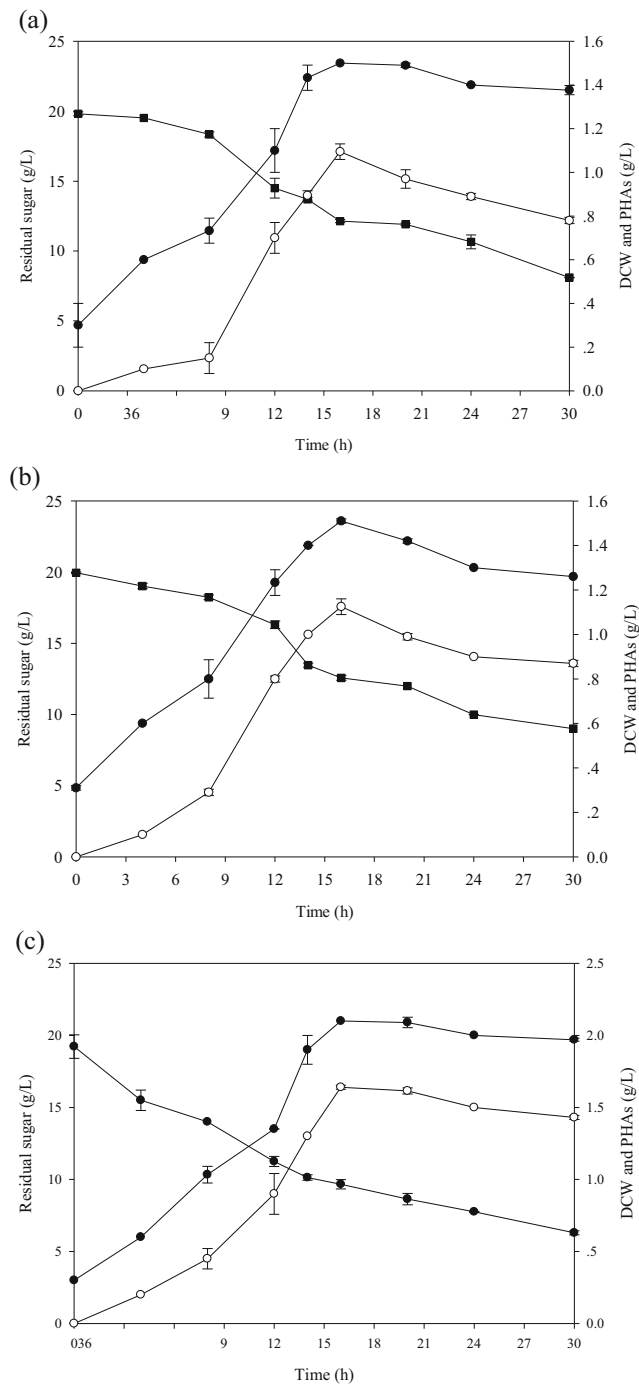 (a)
25
20
15
10
5
0
Residual sugar (g/L)
1.6
1.4
1.2
1.0
.8
.6
.4
.2
0.0
DCW and PHAs (g/L)
0 36 9 12 15 18 21 24 27 30
Time (h)
(b)
25
20
15
10
5
0
Residual sugar (g/L)
1.6
1.4
1.2
1.0
.8
.6
.4
.2
0.0
DCW and PHAs (g/L)
0 3 6 9 12 15 18 21 24 27 30
Time (h)
(c)
25
20
15
10
5
0
Residual sugar (g/L)
2.5
2.0
1.5
1.0
.5
0.0
DCW and PHAs (g/L)
036 9 12 15 18 21 24 27 30
Time (h)